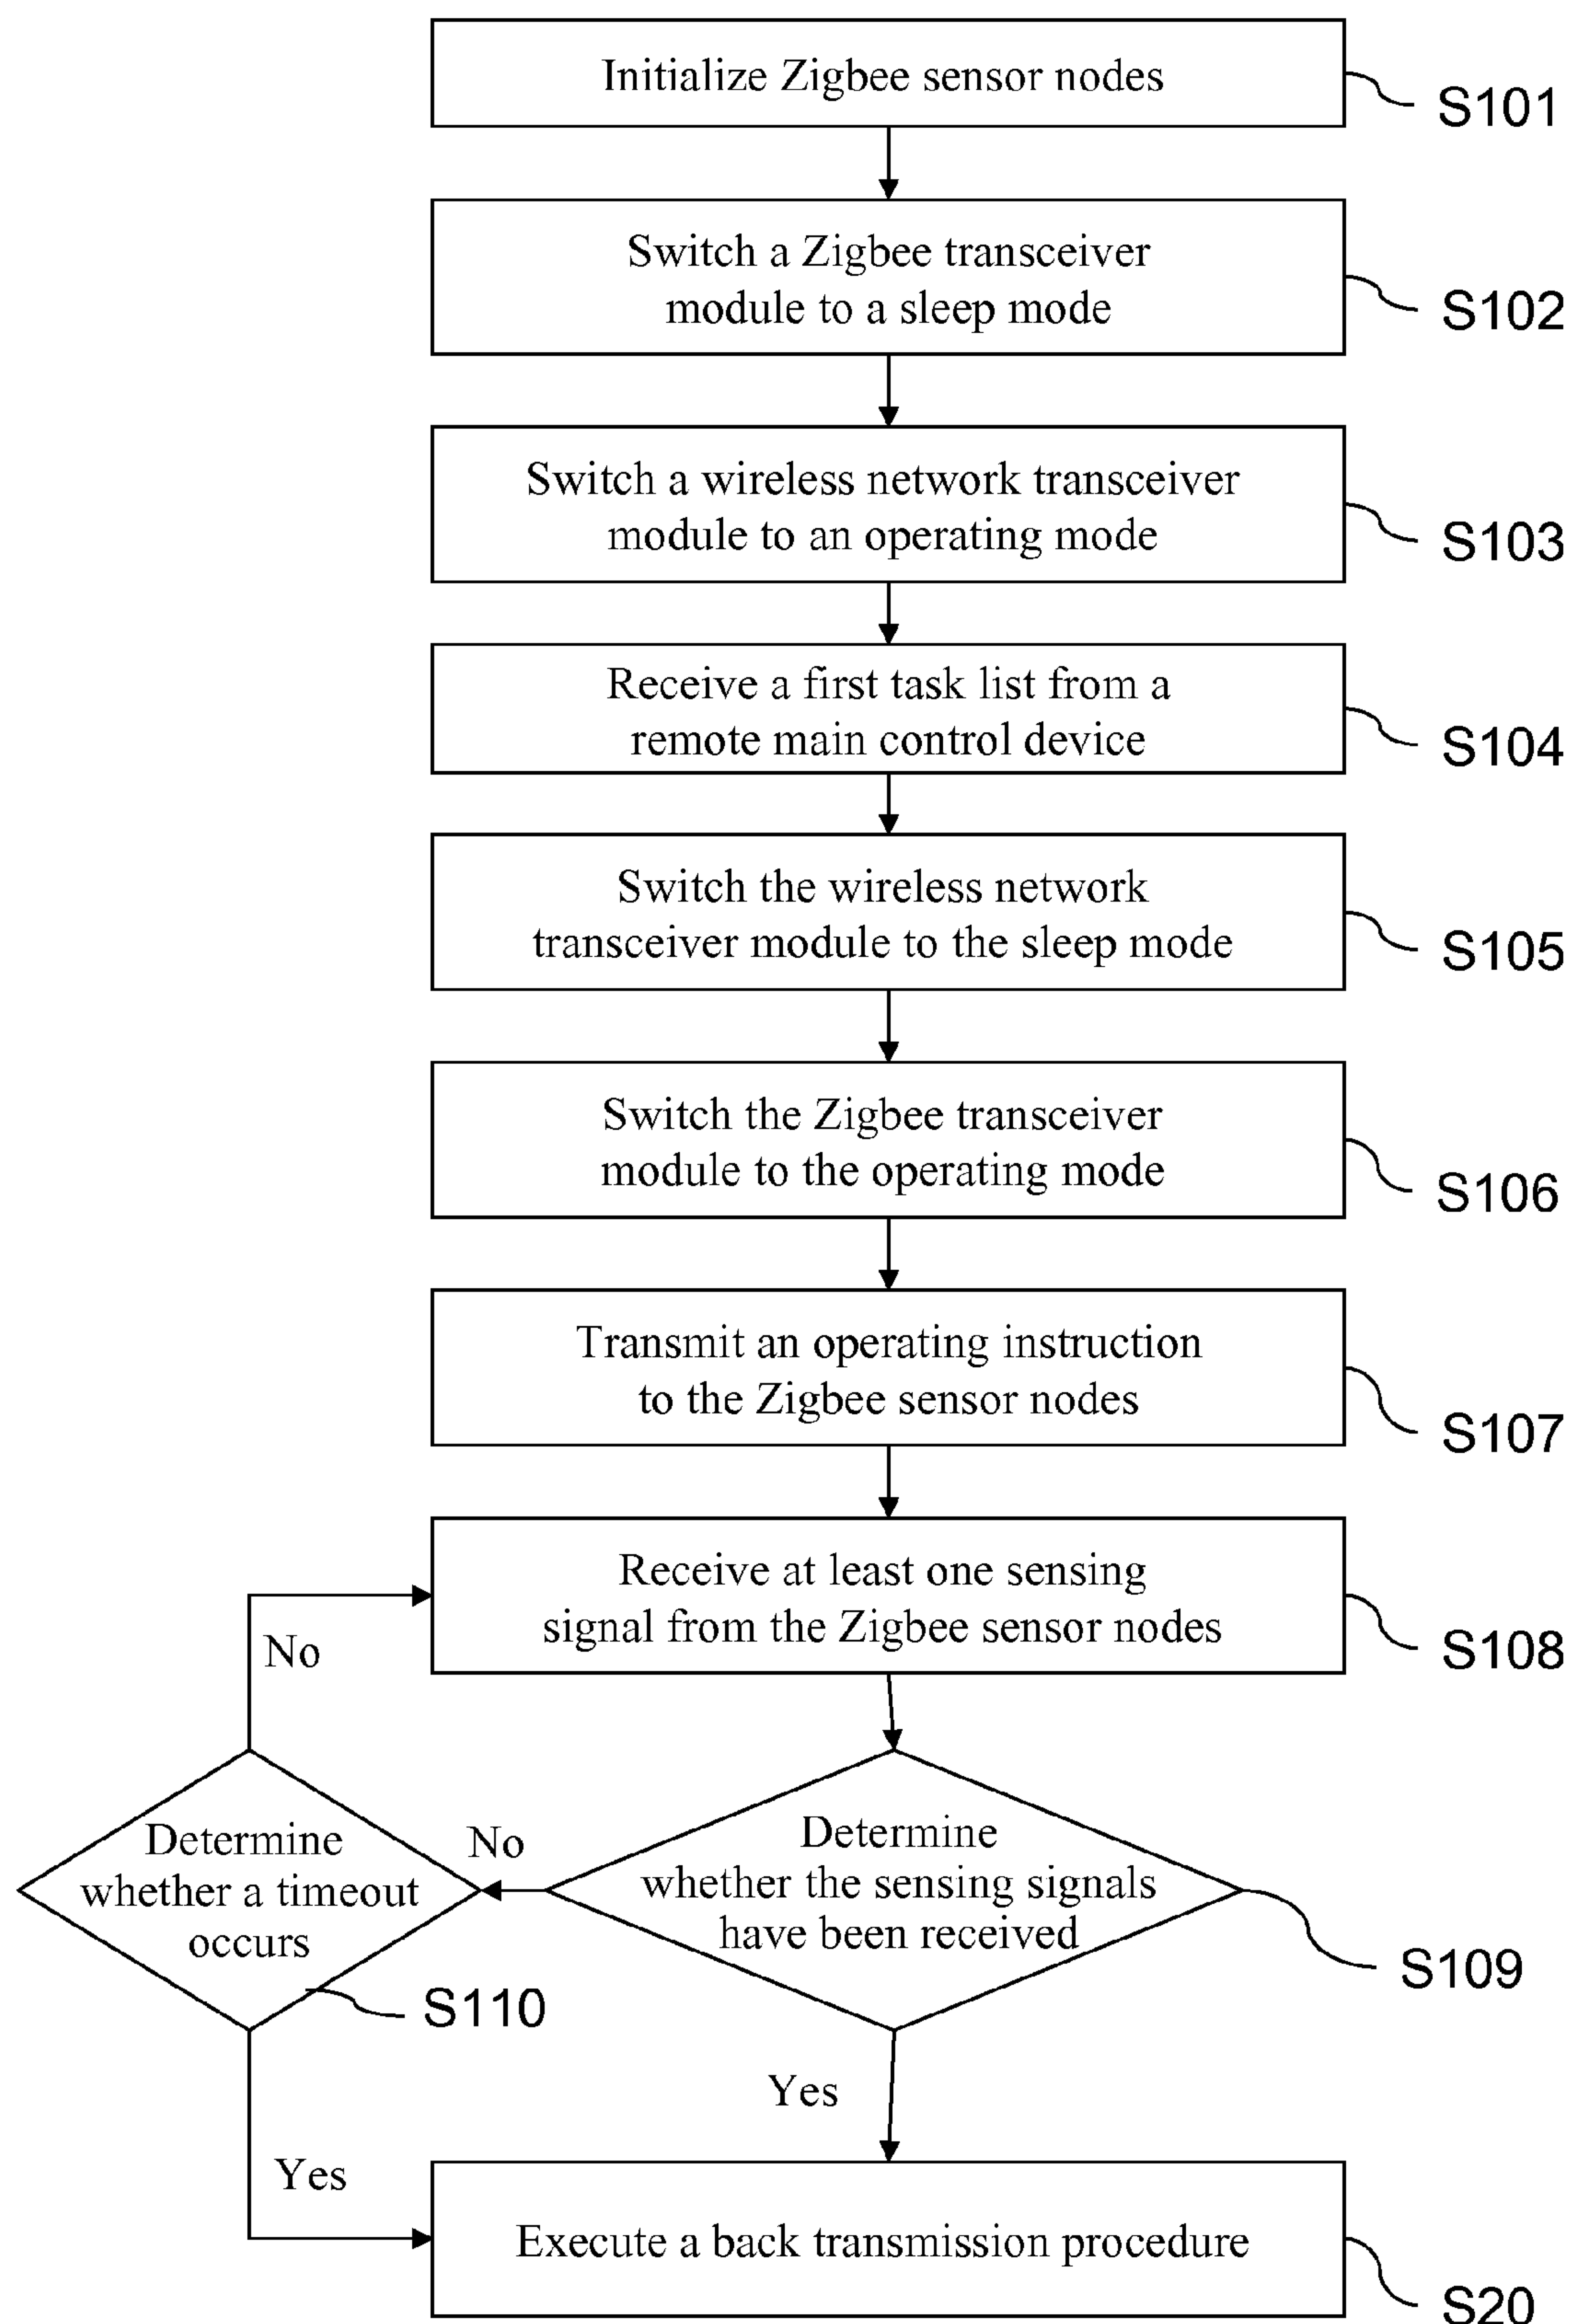 Initialize Zigbee sensor nodes
S101
Switch a Zigbee transceiver
module to a sleep mode
S102
Switch a wireless network transceiver
module to an operating mode
S103
Receive a first task list from a
remote main control device
S104
Switch the wireless network
transceiver module to the sleep mode
S105
Switch the Zigbee transceiver
module to the operating mode
S106
Transmit an operating instruction
to the Zigbee sensor nodes
S107
Receive at least one sensing
signal from the Zigbee sensor nodes
S108
No
Determine
whether a timeout
occurs
S110
No
Determine
whether the sensing signals
have been received
S109
Yes
Yes
Execute a back transmission procedure
S20